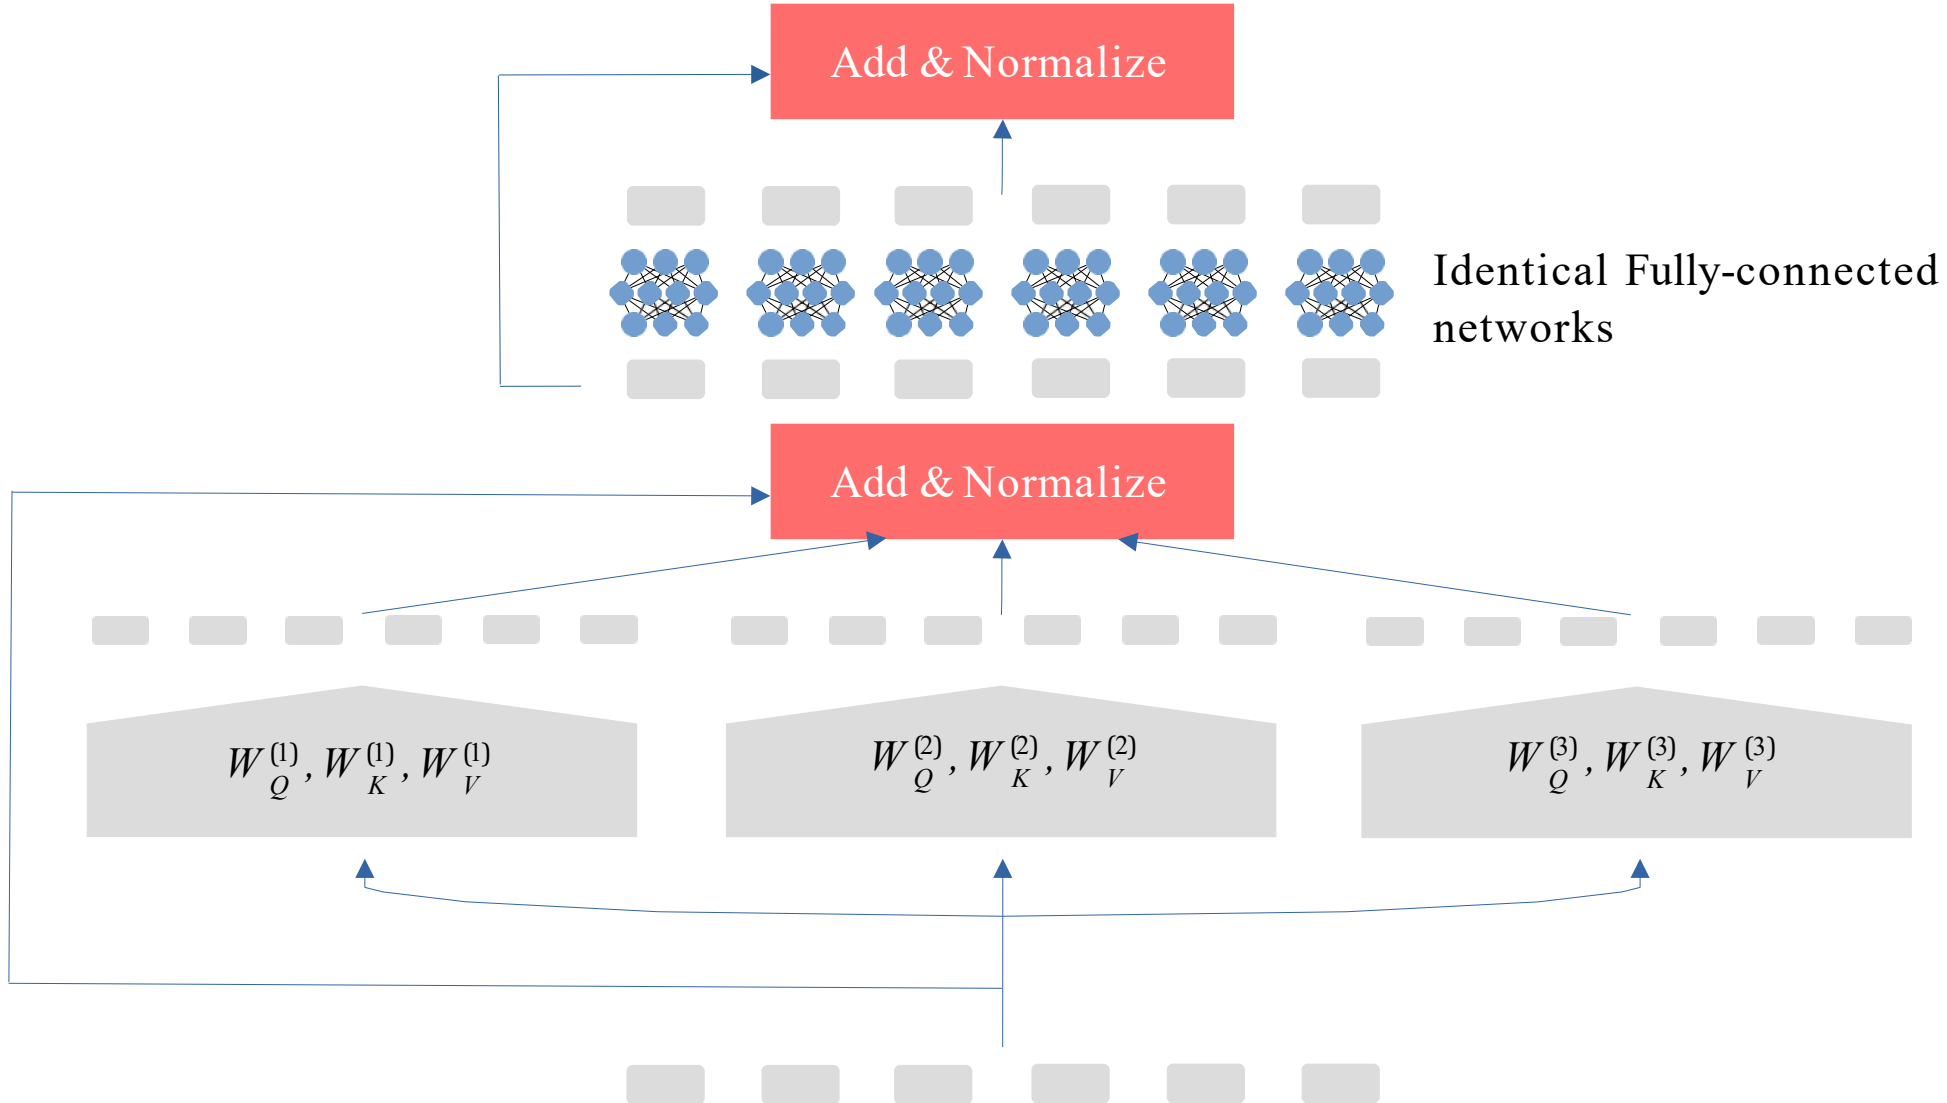 Add & Normalize
Identical Fully-connected
networks
Add & Normalize
W_Q^(1), W_K^(1), W_V^(1)
W_Q^(2), W_K^(2), W_V^(2)
W_Q^(3), W_K^(3), W_V^(3)